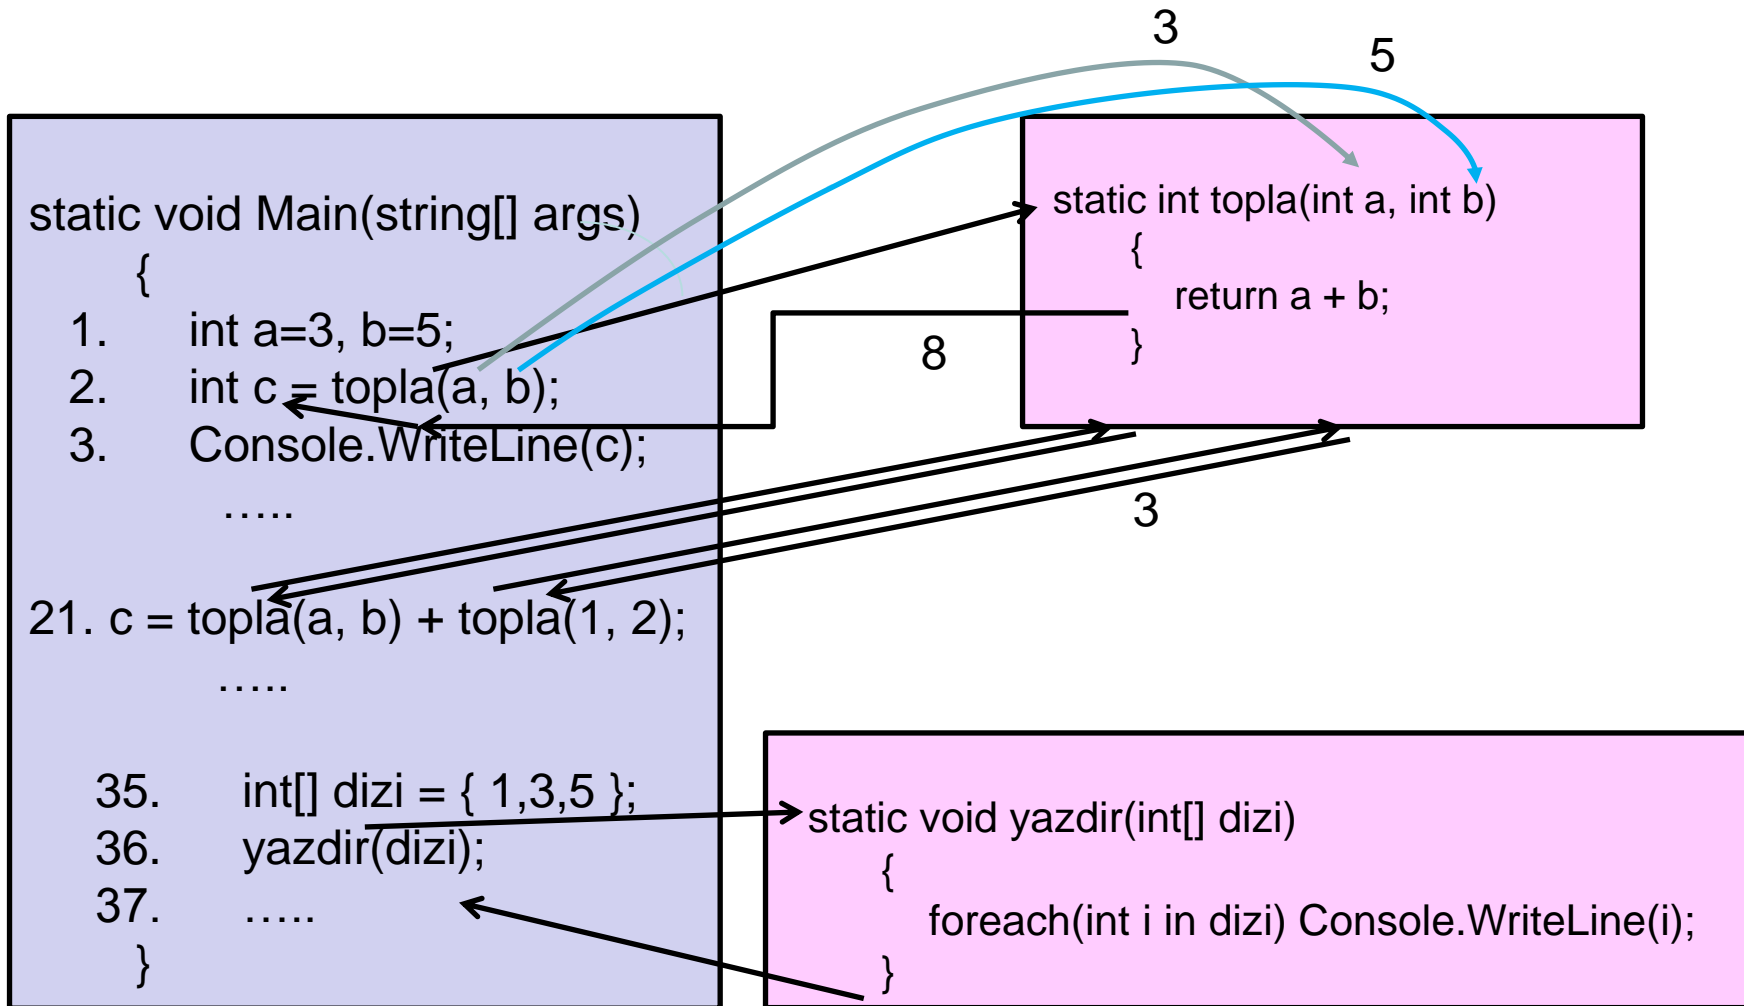 3
5
static void Main(string[] args)
{
1. int a=3, b=5;
2. int c = topla(a, b);
3. Console.WriteLine(c);
…..
21. c = topla(a, b) + topla(1, 2);
…..
35. int[] dizi = { 1,3,5 };
36. yazdir(dizi);
37. …..
}
static int topla(int a, int b)
{
return a + b;
}
8
3
static void yazdir(int[] dizi)
{
foreach(int i in dizi) Console.WriteLine(i);
}